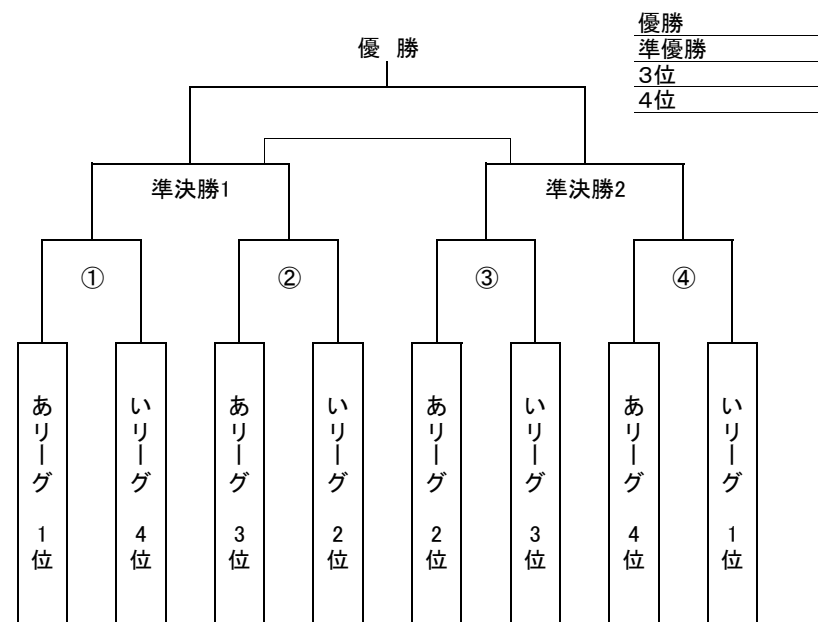 優勝
優 勝
準優勝
3位
4位
準決勝1
準決勝2
①
②
③
④
あリーグ 1位
いリーグ 4位
あリーグ 3位
いリーグ 2位
あリーグ 2位
いリーグ 3位
あリーグ 4位
いリーグ 1位